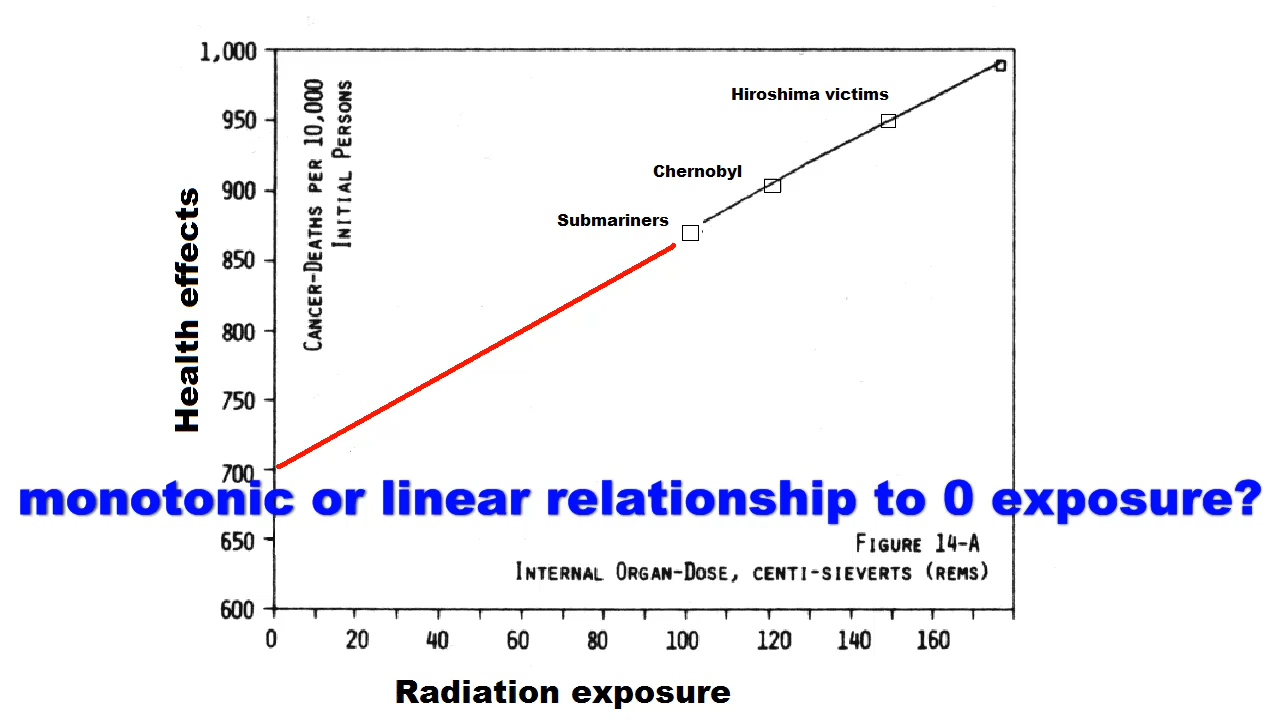 1,000
950
900
850
800
750
700
650
600
Health effects
CANCER-DEATHS PER 10,000
INITIAL PERSONS
Hiroshima victims
Chernobyl
Submariners
monotonic or linear relationship to 0 exposure?
FIGURE 14-A
INTERNAL ORGAN-DOSE, CENTI-SIEVERTS (REMS)
0 20 40 60 80 100 120 140 160
Radiation exposure